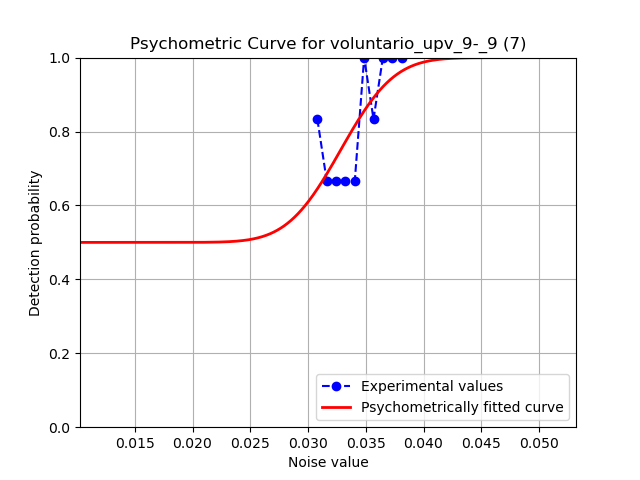 Psychometric Curve for voluntario_upv_9-_9 (7)
Detection probability
1.0
0.8
0.6
0.4
0.2
0.0
0.015 0.020 0.025 0.030 0.035 0.040 0.045 0.050
Noise value
Experimental values
Psychometrically fitted curve